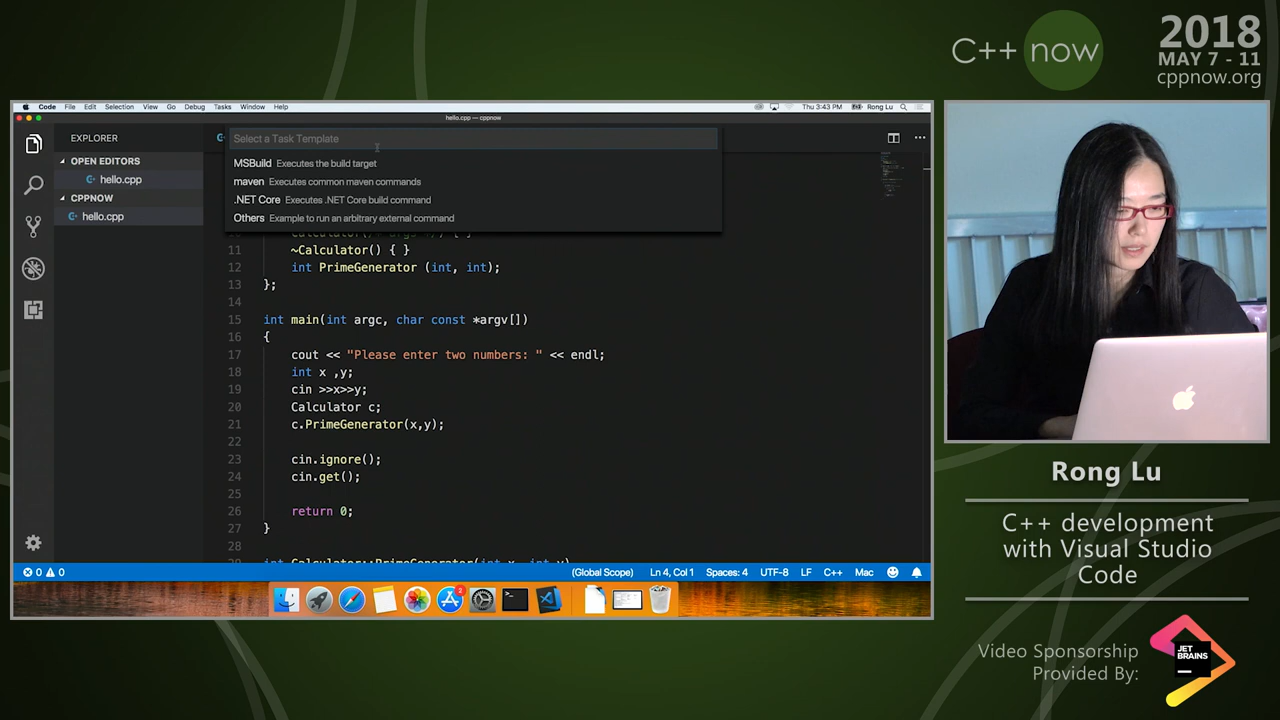 C++ now
2018
MAY 7 - 11
cppnow.org
Code File Edit Selection View Go Debug Tasks Window Help
Thu 3:43 PM Rong Lu
hello.cpp — cppnow
EXPLORER
OPEN EDITORS
hello.cpp
CPPNOW
hello.cpp
Select a Task Template
MSBuild Executes the build target
maven Executes common maven commands
.NET Core Executes .NET Core build command
Others Example to run an arbitrary external command
11 ~Calculator() { }
12 int PrimeGenerator (int, int);
13 };
14
15 int main(int argc, char const *argv[])
16 {
17 cout << "Please enter two numbers: " << endl;
18 int x ,y;
19 cin >>x>>y;
20 Calculator c;
21 c.PrimeGenerator(x,y);
22
23 cin.ignore();
24 cin.get();
25
26 return 0;
27 }
28
0 0
(Global Scope) Ln 4, Col 1 Spaces: 4 UTF-8 LF C++ Mac
Rong Lu
C++ development
with Visual Studio
Code
Video Sponsorship
Provided By:
JET
BRAINS